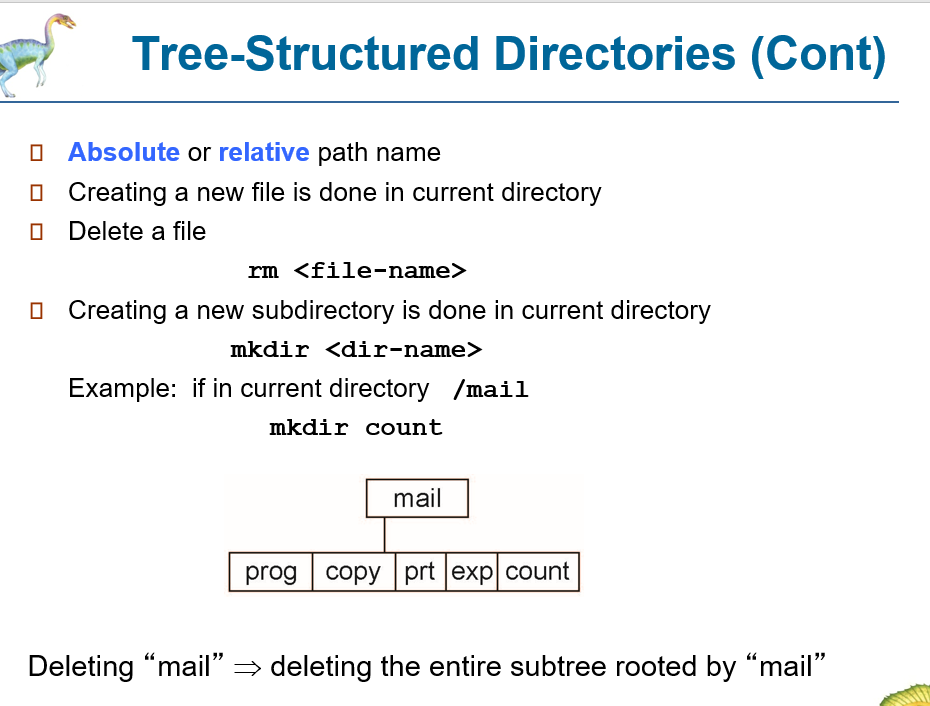 Tree-Structured Directories (Cont)
Absolute or relative path name
Creating a new file is done in current directory
Delete a file
rm <file-name>
Creating a new subdirectory is done in current directory
mkdir <dir-name>
Example:  if in current directory   /mail
mkdir count
mail
prog copy prt exp count
Deleting “mail” ⇒ deleting the entire subtree rooted by “mail”